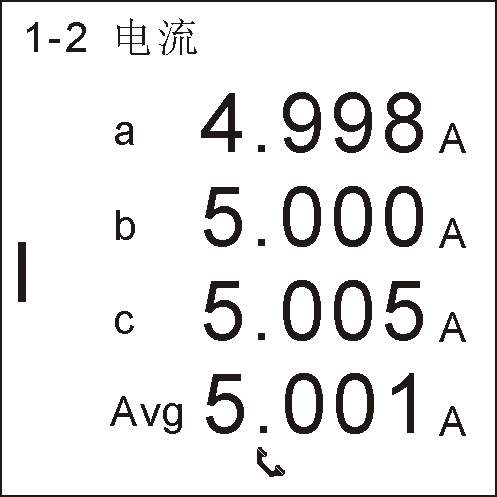 1-2 电流
a 4.998 A
b 5.000 A
I
c 5.005 A
Avg 5.001 A